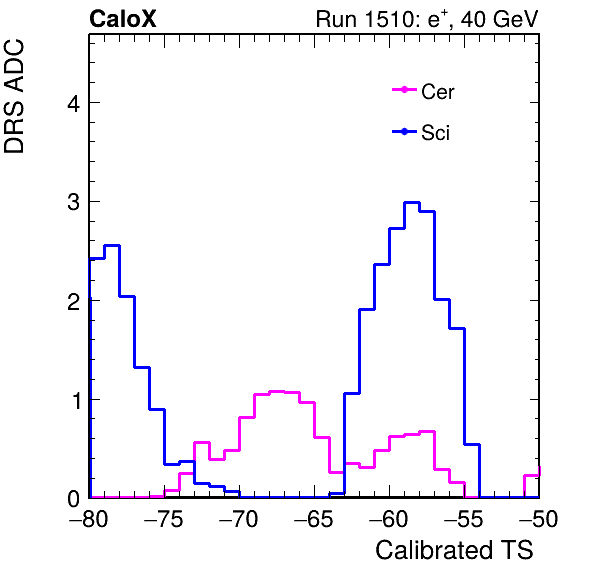 CaloX Run 1510: e⁺, 40 GeV
DRS ADC
Cer
Sci
4
3
2
1
0
−80 −75 −70 −65 −60 −55 −50
Calibrated TS